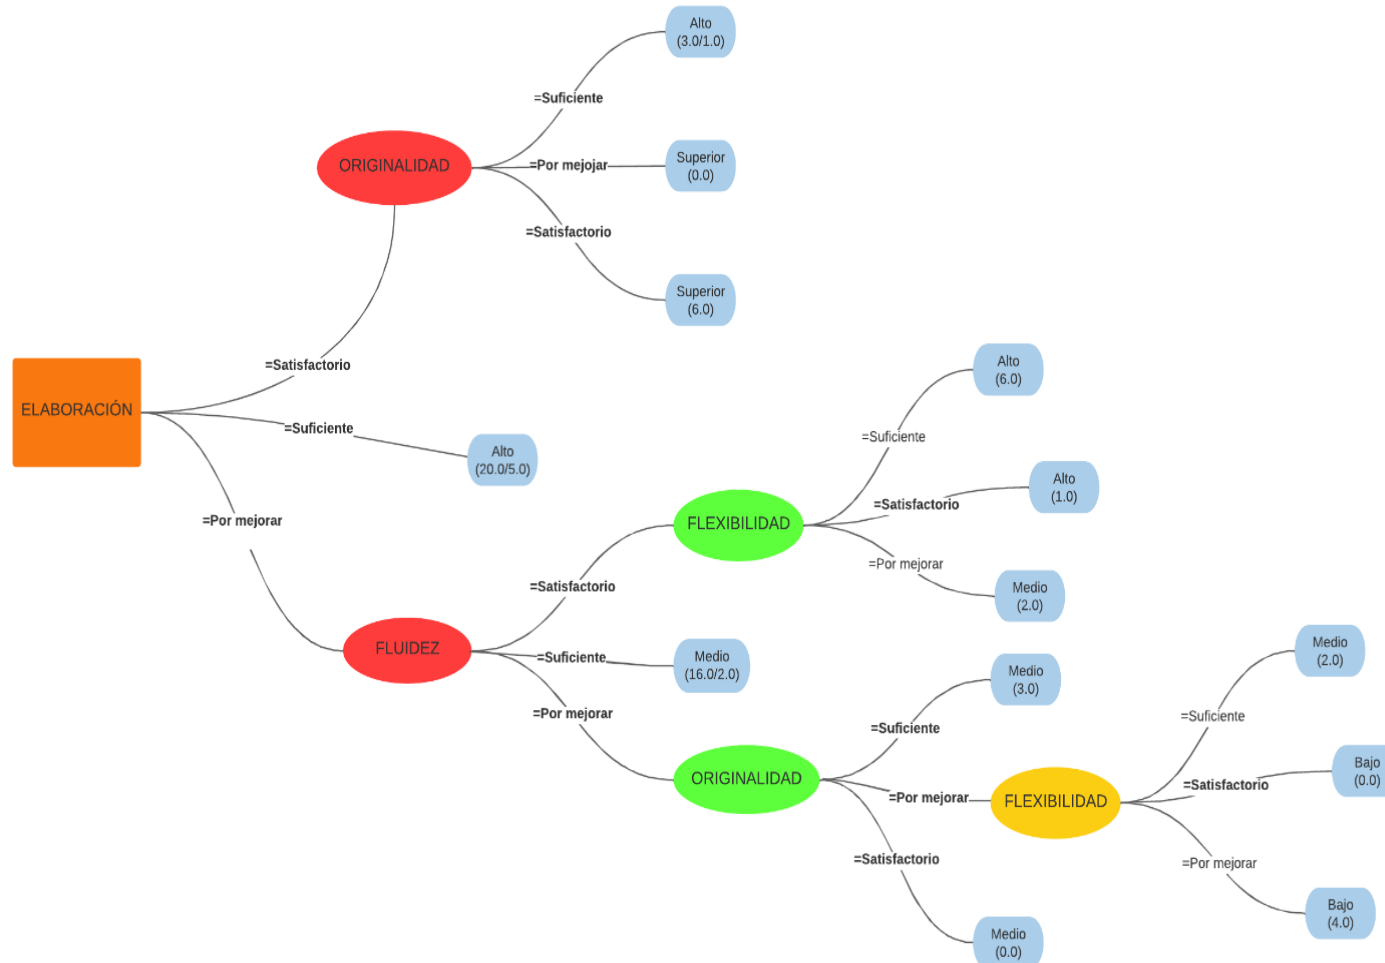 Alto
(3.0/1.0)
=Suficiente
ORIGINALIDAD
=Por mejojar
Superior
(0.0)
=Satisfactorio
Superior
(6.0)
=Satisfactorio
ELABORACIÓN
=Suficiente
Alto
(20.0/5.0)
=Por mejorar
Alto
(6.0)
=Suficiente
FLEXIBILIDAD
=Satisfactorio
Alto
(1.0)
=Por mejorar
Medio
(2.0)
=Satisfactorio
FLUIDEZ
=Suficiente
Medio
(16.0/2.0)
=Por mejorar
Medio
(3.0)
=Suficiente
ORIGINALIDAD
=Por mejorar
FLEXIBILIDAD
=Satisfactorio
Medio
(0.0)
Medio
(2.0)
=Suficiente
=Satisfactorio
Bajo
(0.0)
=Por mejorar
Bajo
(4.0)